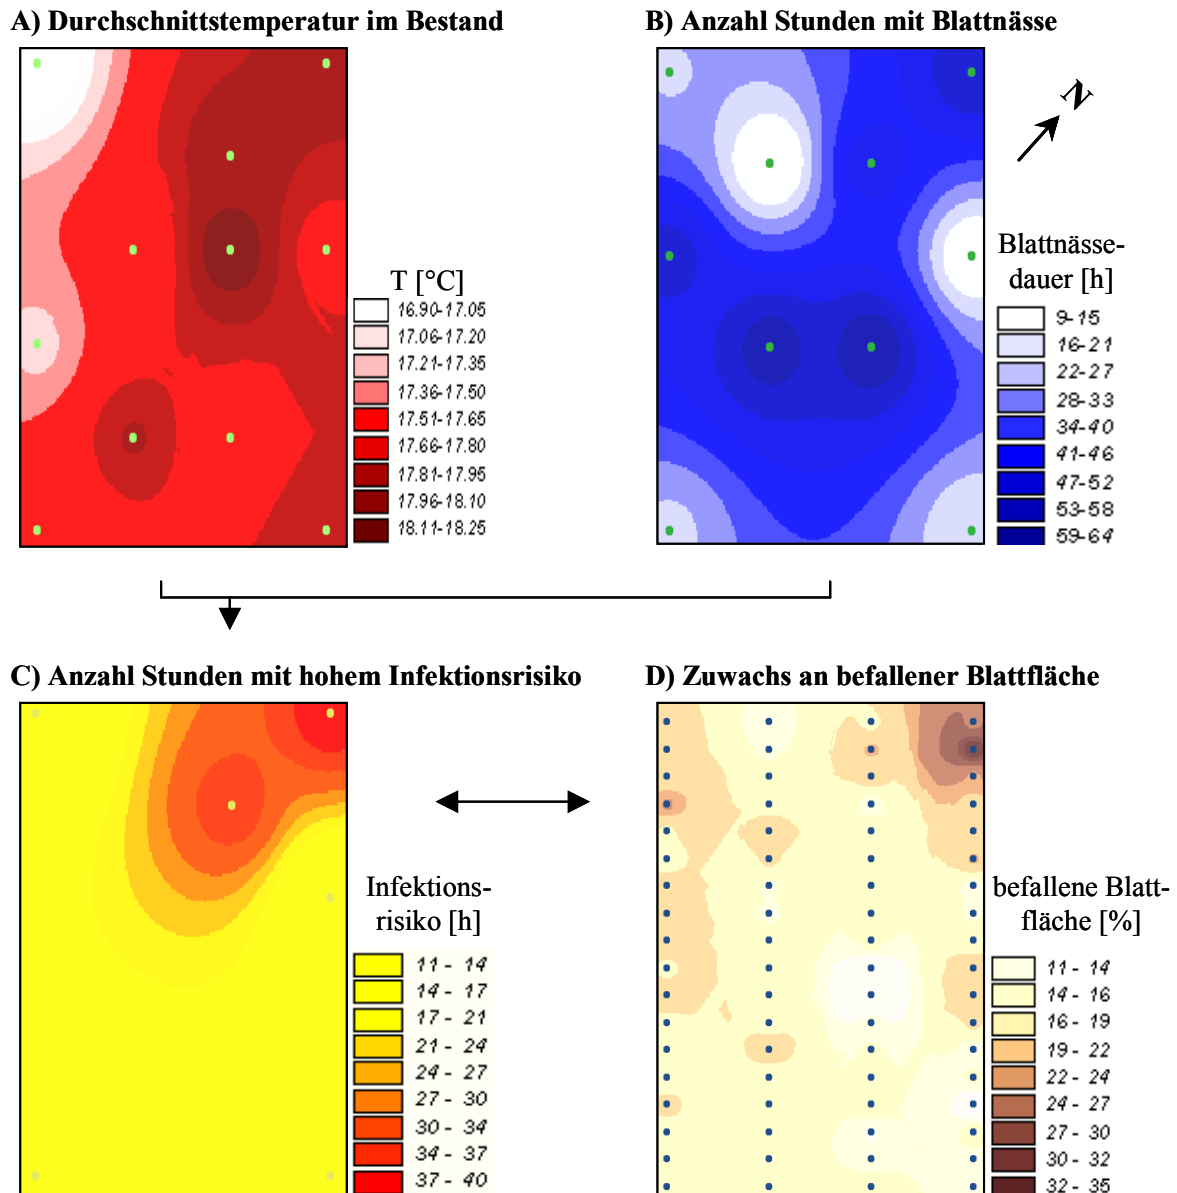 A) Durchschnittstemperatur im Bestand
B) Anzahl Stunden mit Blattnässe
N
T [°C]
16.90-17.05
17.06-17.20
17.21-17.35
17.36-17.50
17.51-17.65
17.66-17.80
17.81-17.95
17.96-18.10
18.11-18.25
Blattnässe-
dauer [h]
9-15
16-21
22-27
28-33
34-40
41-46
47-52
53-58
59-64
C) Anzahl Stunden mit hohem Infektionsrisiko
D) Zuwachs an befallener Blattfläche
Infektions-
risiko [h]
11 - 14
14 - 17
17 - 21
21 - 24
24 - 27
27 - 30
30 - 34
34 - 37
37 - 40
befallene Blatt-
fläche [%]
11 - 14
14 - 16
16 - 19
19 - 22
22 - 24
24 - 27
27 - 30
30 - 32
32 - 35